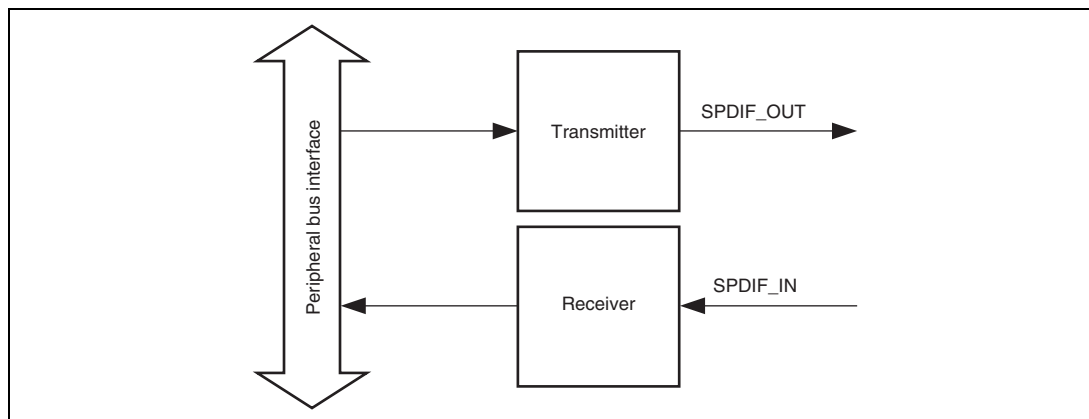 Peripheral bus interface
Transmitter
SPDIF_OUT
Receiver
SPDIF_IN